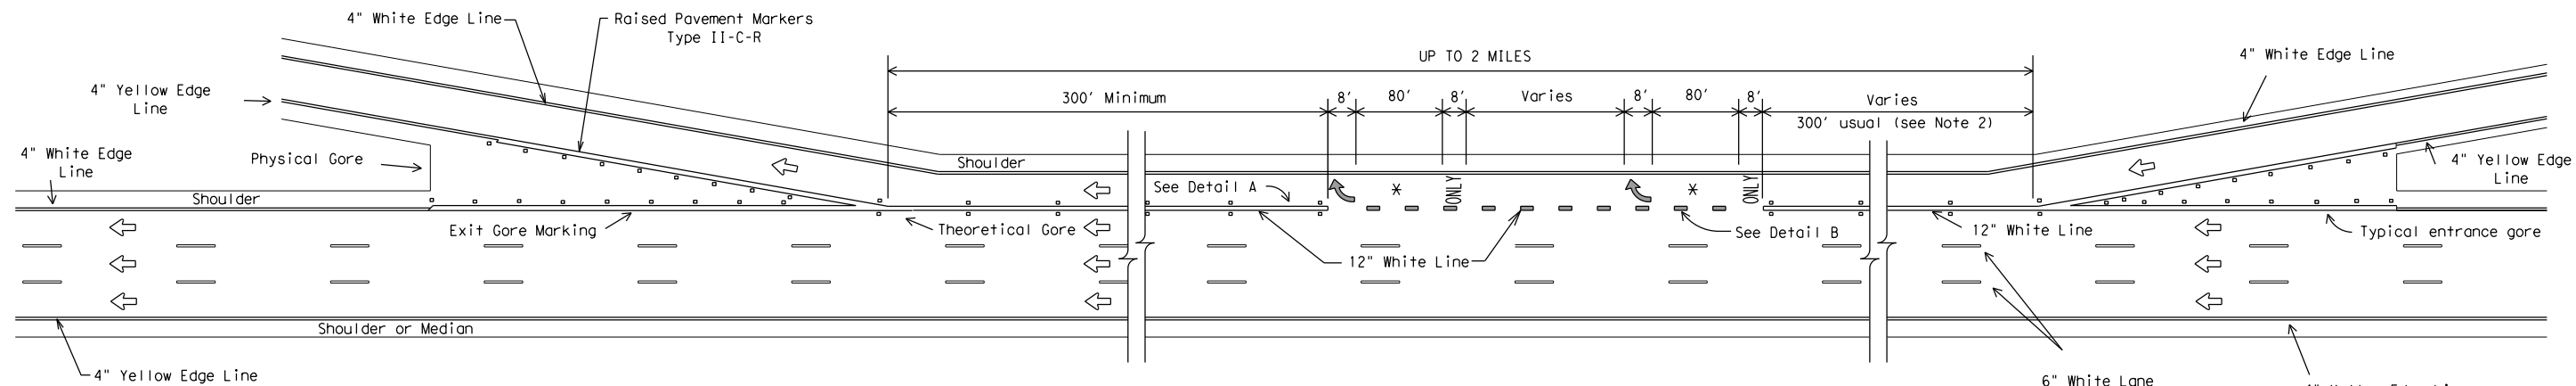 4" White Edge Line
Raised Pavement Markers
Type II-C-R
UP TO 2 MILES
4" White Edge Line
4" Yellow Edge
Line
300' Minimum
8'
80'
8'
Varies
8'
80'
8'
Varies
300' usual (see Note 2)
4" White Edge
Line
Physical Gore
Shoulder
4" Yellow Edge
Line
See Detail A
*
ONLY
*
ONLY
Shoulder
Exit Gore Marking
Theoretical Gore
See Detail B
12" White Line
Typical entrance gore
12" White Line
Shoulder or Median
4" Yellow Edge Line
6" White Lane